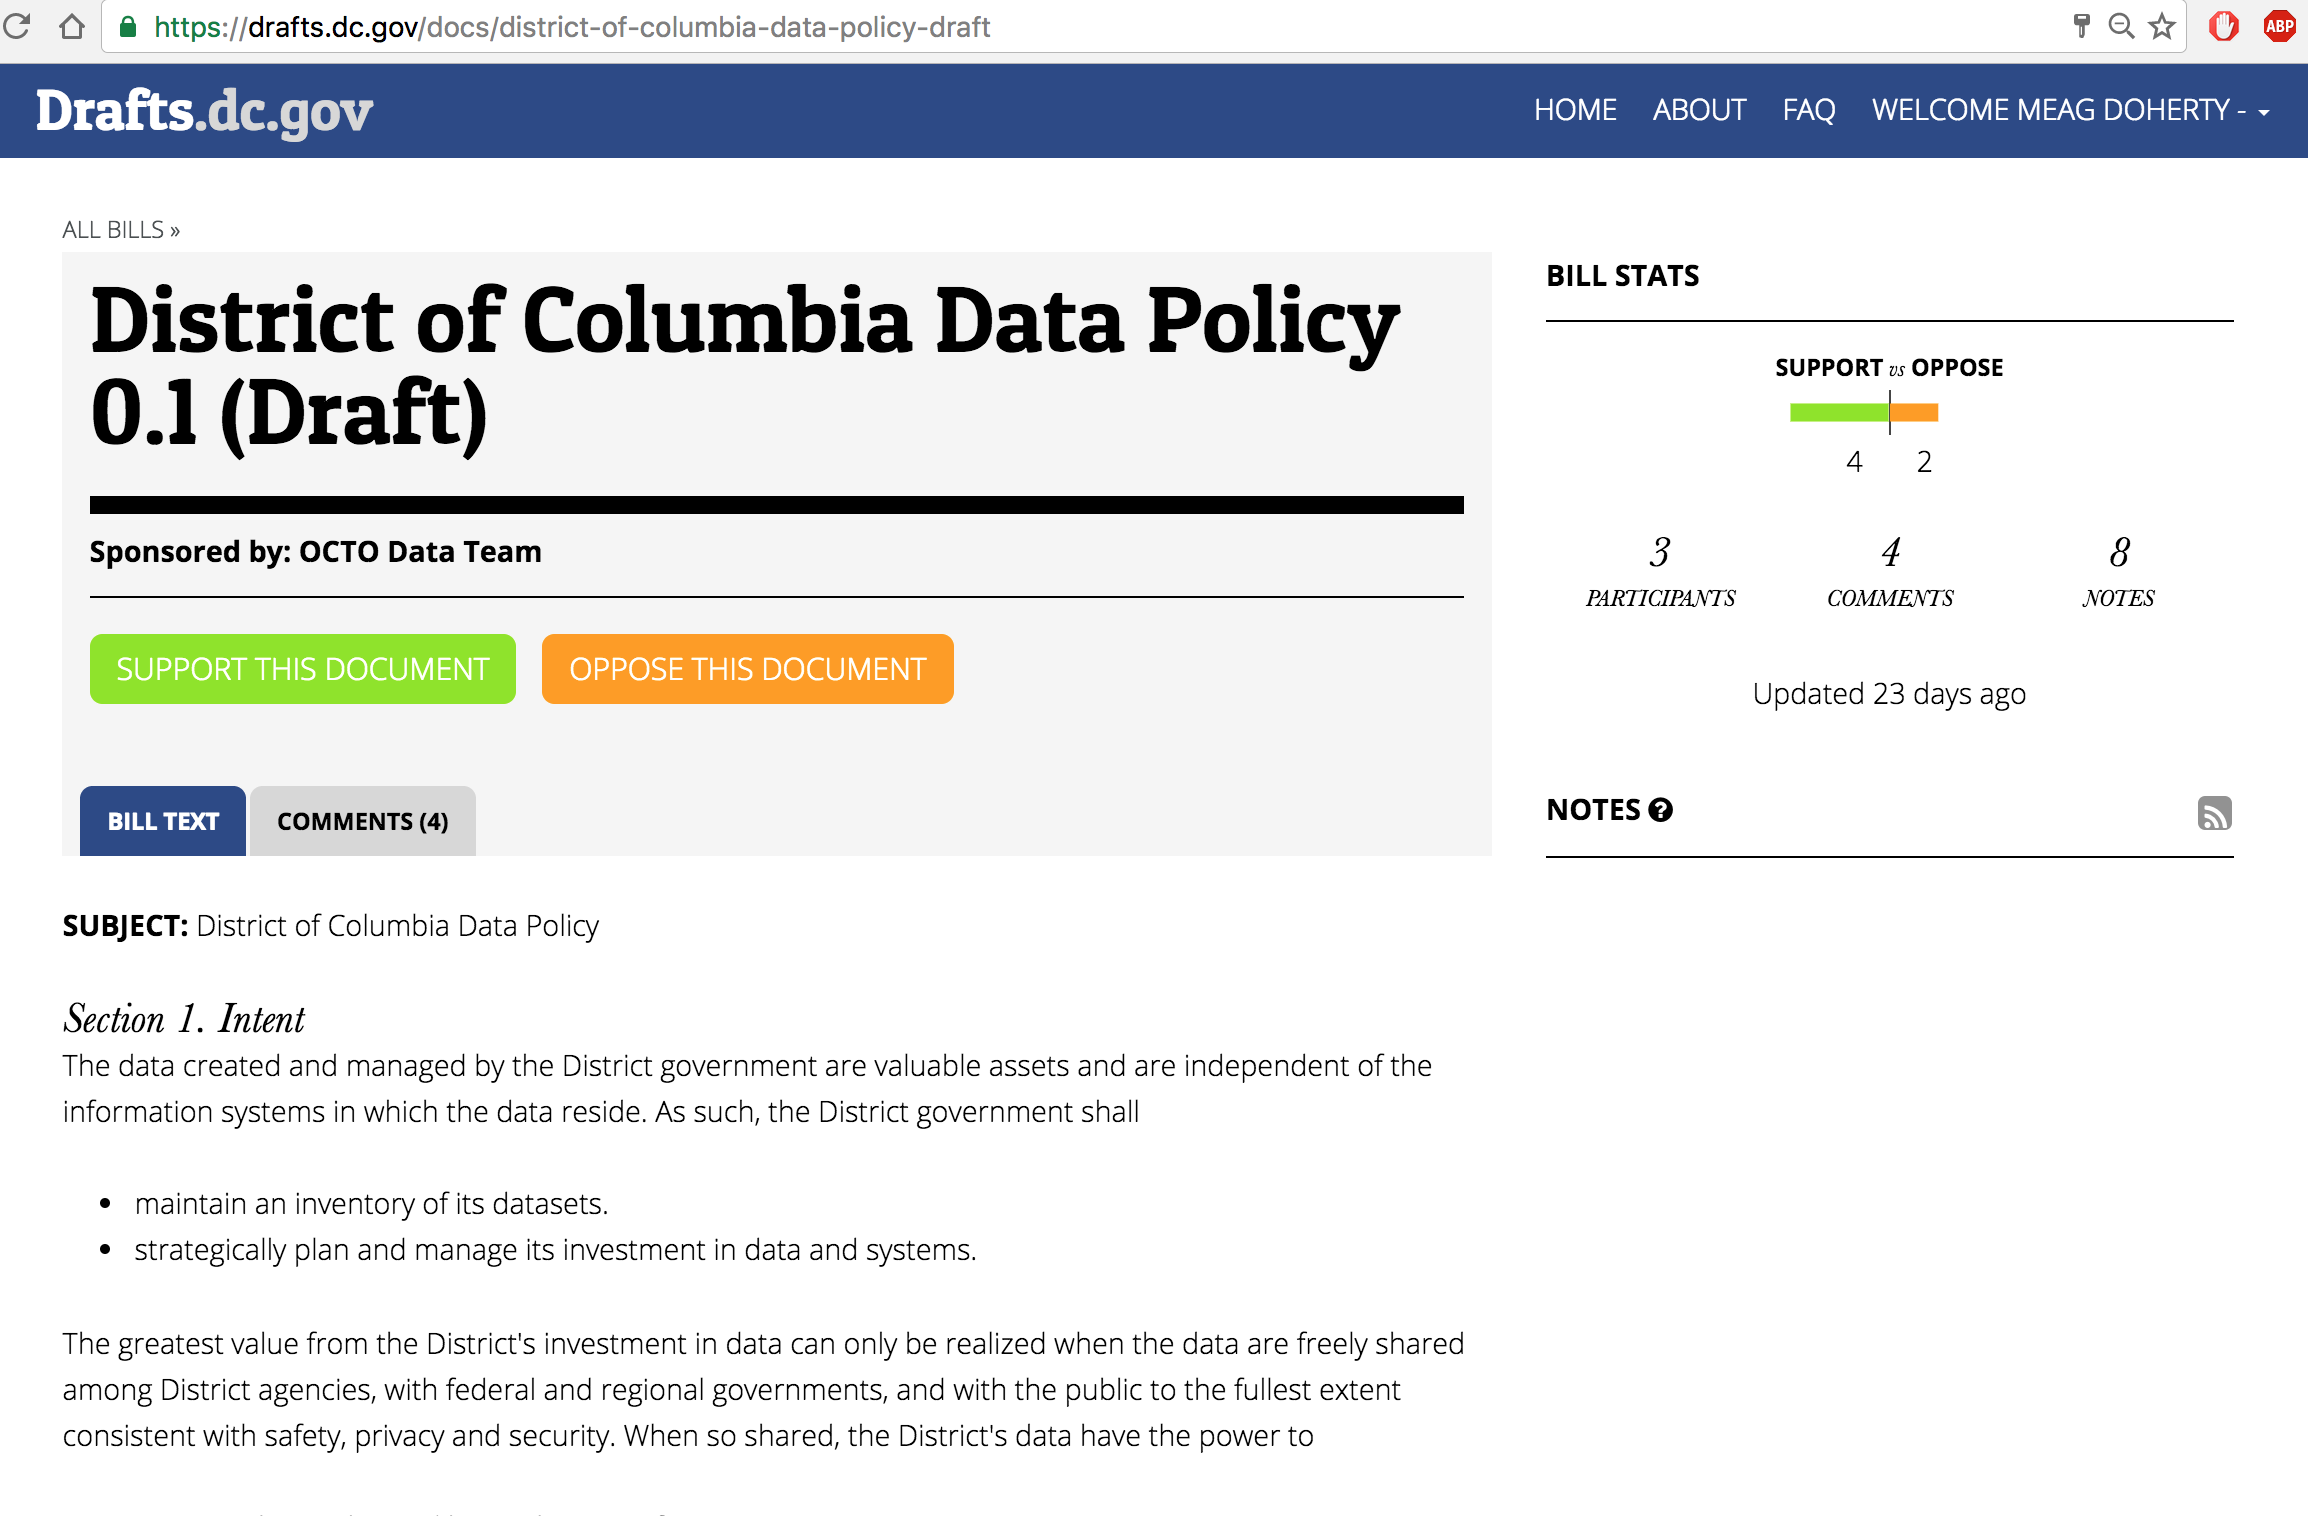 https://drafts.dc.gov/docs/district-of-columbia-data-policy-draft
ABP
Drafts.dc.gov
HOME ABOUT FAQ WELCOME MEAG DOHERTY -
ALL BILLS »
District of Columbia Data Policy
0.1 (Draft)
Sponsored by: OCTO Data Team
SUPPORT THIS DOCUMENT OPPOSE THIS DOCUMENT
BILL TEXT COMMENTS (4)
BILL STATS
SUPPORT vs OPPOSE
4 2
3 4 8
PARTICIPANTS COMMENTS NOTES
Updated 23 days ago
NOTES ?
SUBJECT: District of Columbia Data Policy
Section 1. Intent
The data created and managed by the District government are valuable assets and are independent of the
information systems in which the data reside. As such, the District government shall
• maintain an inventory of its datasets.
• strategically plan and manage its investment in data and systems.
The greatest value from the District's investment in data can only be realized when the data are freely shared
among District agencies, with federal and regional governments, and with the public to the fullest extent
consistent with safety, privacy and security. When so shared, the District's data have the power to